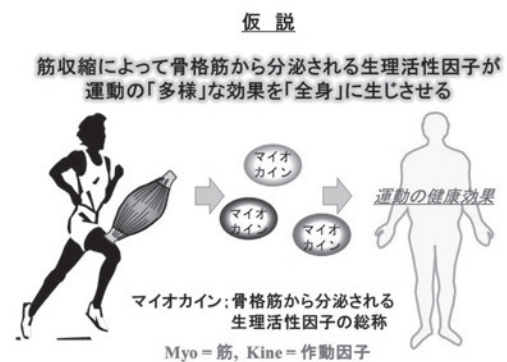 仮 説
筋収縮によって骨格筋から分泌される生理活性因子が
運動の「多様」な効果を「全身」に生じさせる
マイオ
カイン
マイオ
カイン
マイオ
カイン
運動の健康効果
マイオカイン;骨格筋から分泌される
生理活性因子の総称
Myo = 筋, Kine = 作動因子